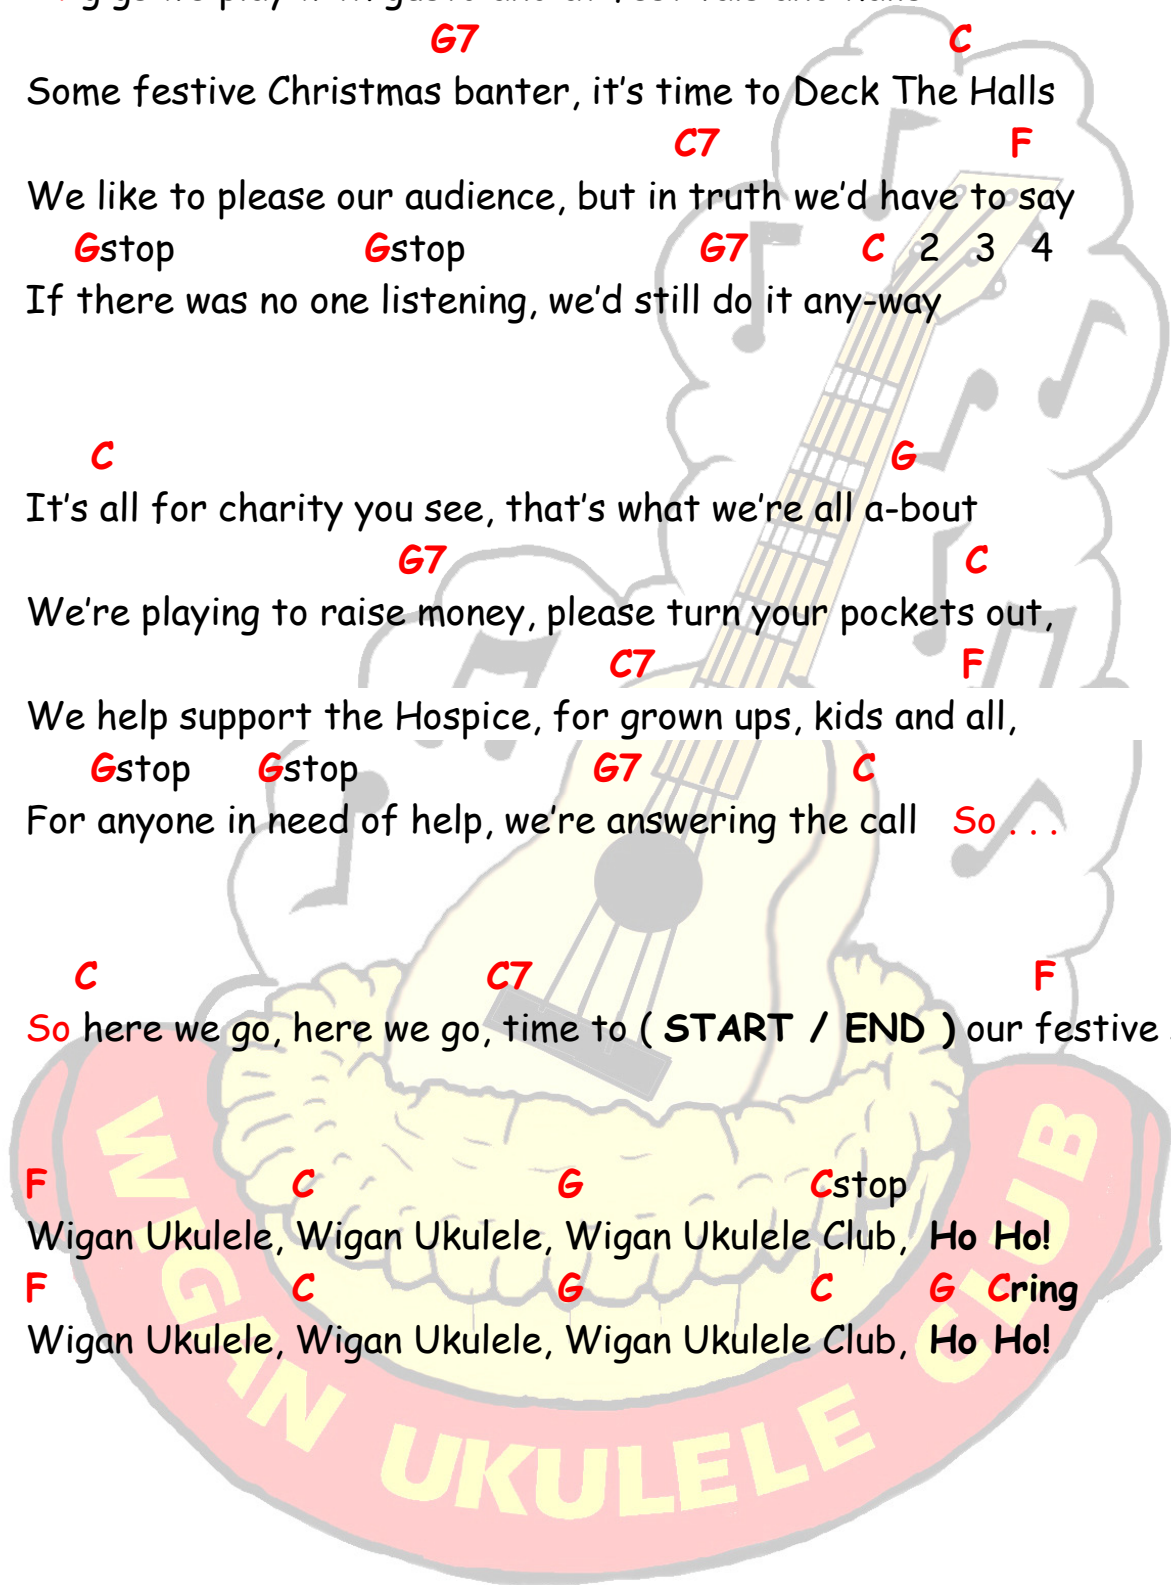 G7 C
Some festive Christmas banter, it's time to Deck The Halls
C7 F
We like to please our audience, but in truth we'd have to say
Gstop Gstop G7 C 2 3 4
If there was no one listening, we'd still do it any-way
C G
It's all for charity you see, that's what we're all a-bout
G7 C
We're playing to raise money, please turn your pockets out,
C7 F
We help support the Hospice, for grown ups, kids and all,
Gstop Gstop G7 C
For anyone in need of help, we're answering the call So . . .
C C7 F
So here we go, here we go, time to ( START / END ) our festive
F C G Cstop
Wigan Ukulele, Wigan Ukulele, Wigan Ukulele Club, Ho Ho!
F C G C G Cring
Wigan Ukulele, Wigan Ukulele, Wigan Ukulele Club, Ho Ho!
WIGAN UKULELE CLUB